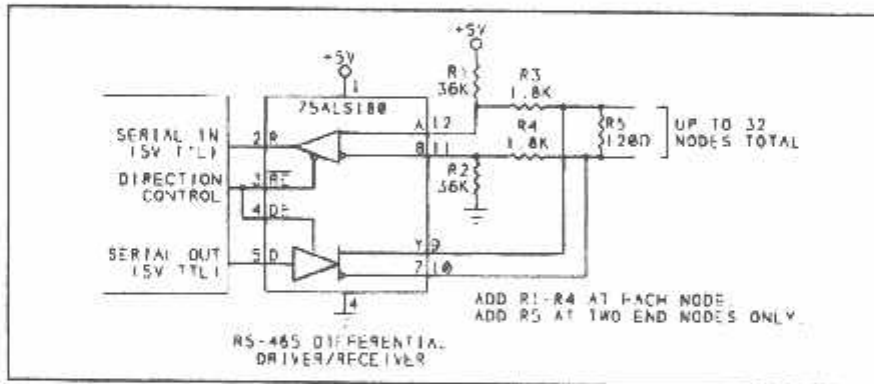 +5V
+5V
R1
36K
R3
1.8K
1
75ALS180
A 12
R4
1.8K
R5
120Ω
UP TO 32
NODES TOTAL
SERIAL IN
(5V TTL)
2 R
B 11
DIRECTION
CONTROL
3 RE
R2
36K
4 DE
SERIAL OUT
(5V TTL)
5 D
Y 9
Z 10
4
ADD R1-R4 AT EACH NODE.
ADD R5 AT TWO END NODES ONLY.
RS-485 DIFFERENTIAL
DRIVER/RECEIVER